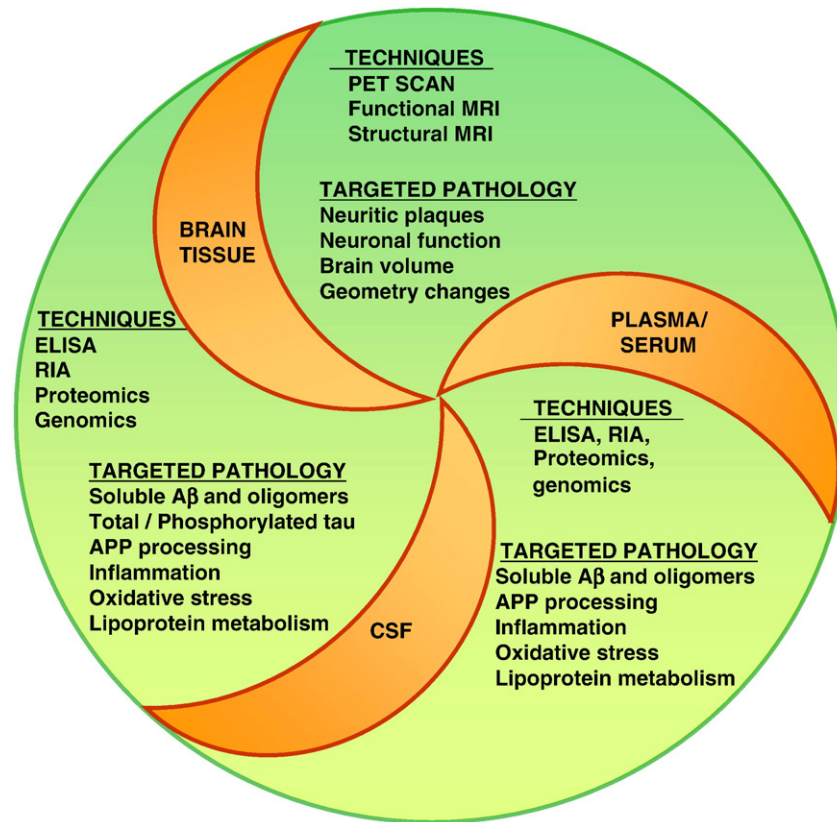 TECHNIQUES
PET SCAN
Functional MRI
Structural MRI
TARGETED PATHOLOGY
Neuritic plaques
Neuronal function
Brain volume
Geometry changes
BRAIN
TISSUE
PLASMA/
SERUM
TECHNIQUES
ELISA
RIA
Proteomics
Genomics
TECHNIQUES
ELISA, RIA,
Proteomics,
genomics
TARGETED PATHOLOGY
Soluble Aβ and oligomers
Total / Phosphorylated tau
APP processing
Inflammation
Oxidative stress
Lipoprotein metabolism
CSF
TARGETED PATHOLOGY
Soluble Aβ and oligomers
APP processing
Inflammation
Oxidative stress
Lipoprotein metabolism